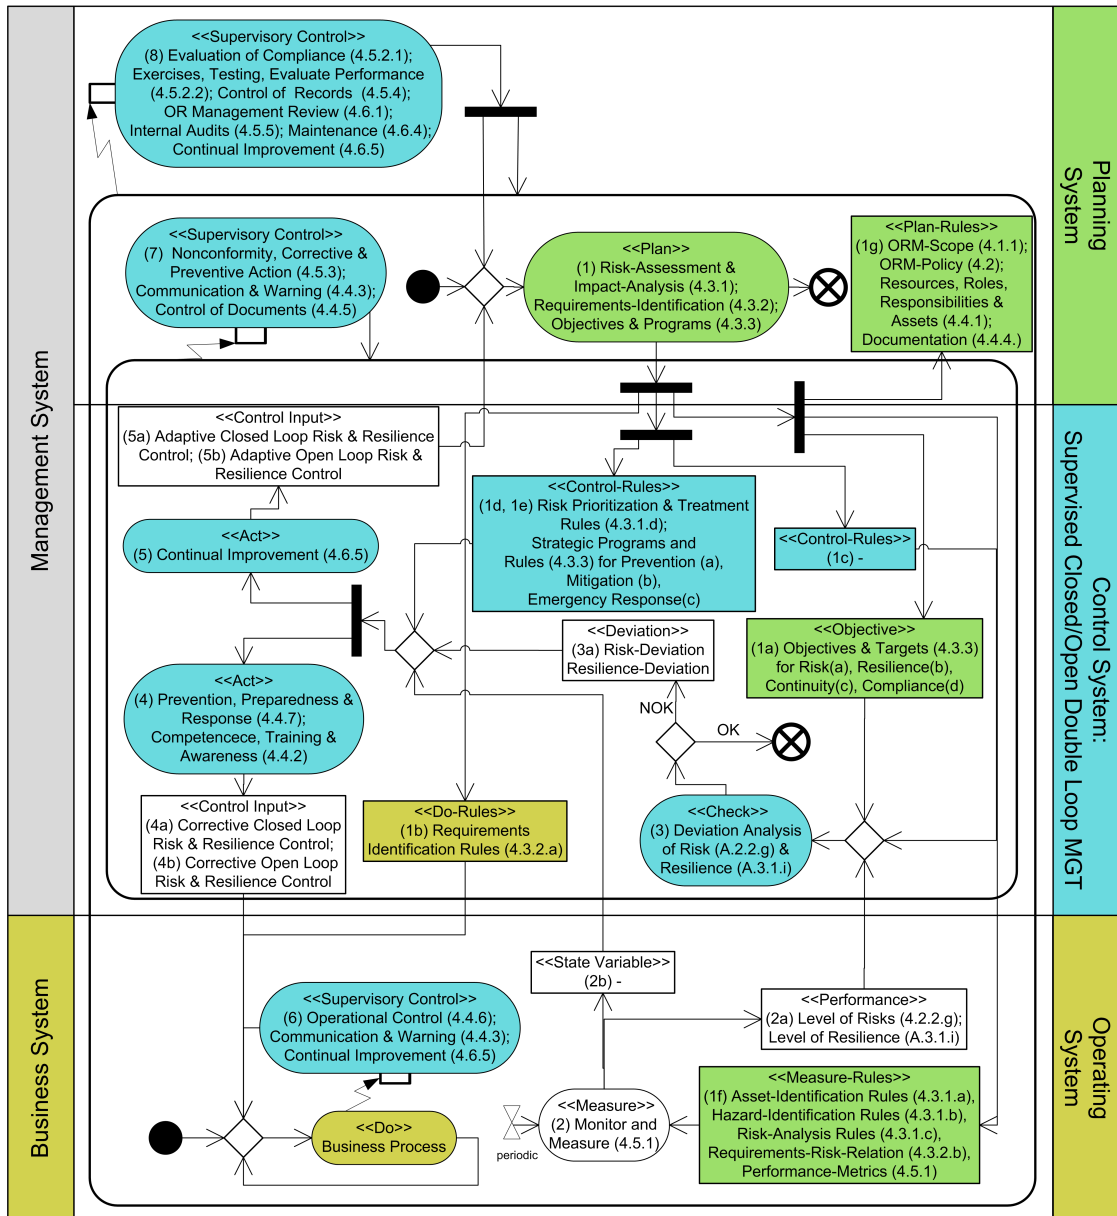 <<Supervisory Control>>
(8) Evaluation of Compliance (4.5.2.1);
Exercises, Testing, Evaluate Performance
(4.5.2.2); Control of Records (4.5.4);
OR Management Review (4.6.1);
Internal Audits (4.5.5); Maintenance (4.6.4);
Continual Improvement (4.6.5)
Planning
System
<<Supervisory Control>>
(7) Nonconformity, Corrective &
Preventive Action (4.5.3);
Communication & Warning (4.4.3);
Control of Documents (4.4.5)
<<Plan>>
(1) Risk-Assessment &
Impact-Analysis (4.3.1);
Requirements-Identification (4.3.2);
Objectives & Programs (4.3.3)
<<Plan-Rules>>
(1g) ORM-Scope (4.1.1);
ORM-Policy (4.2);
Resources, Roles,
Responsibilities &
& Assets (4.4.1);
Documentation (4.4.4.)
Management System
<<Control Input>>
(5a) Adaptive Closed Loop Risk & Resilience
Control; (5b) Adaptive Open Loop Risk &
Resilience Control
<<Act>>
(5) Continual Improvement (4.6.5)
<<Control-Rules>>
(1d, 1e) Risk Prioritization & Treatment
Rules (4.3.1.d);
Strategic Programs and
Rules (4.3.3) for Prevention (a),
Mitigation (b),
Emergency Response(c)
<<Control-Rules>>
(1c) -
Control System:
Supervised Closed/Open Double Loop MGT
<<Deviation>>
(3a) Risk-Deviation
Resilience-Deviation
<<Objective>>
(1a) Objectives & Targets (4.3.3)
for Risk(a), Resilience(b),
Continuity(c), Compliance(d)
<<Act>>
(4) Prevention, Preparedness &
Response (4.4.7);
Competencece, Training &
Awareness (4.4.2)
NOK
OK
<<Control Input>>
(4a) Corrective Closed Loop
Risk & Resilience Control;
(4b) Corrective Open Loop
Risk & Resilience Control
<<Do-Rules>>
(1b) Requirements
Identification Rules (4.3.2.a)
<<Check>>
(3) Deviation Analysis
of Risk (A.2.2.g) &
Resilience (A.3.1.i)
Business System
<<State Variable>>
(2b) -
<<Supervisory Control>>
(6) Operational Control (4.4.6);
Communication & Warning (4.4.3);
Continual Improvement (4.6.5)
<<Performance>>
(2a) Level of Risks (4.2.2.g);
Level of Resilience (A.3.1.i)
Operating
System
<<Do>>
Business Process
periodic
<<Measure>>
(2) Monitor and
Measure (4.5.1)
<<Measure-Rules>>
(1f) Asset-Identification Rules (4.3.1.a),
Hazard-Identification Rules (4.3.1.b),
Risk-Analysis Rules (4.3.1.c),
Requirements-Risk-Relation (4.3.2.b),
Performance-Metrics (4.5.1)